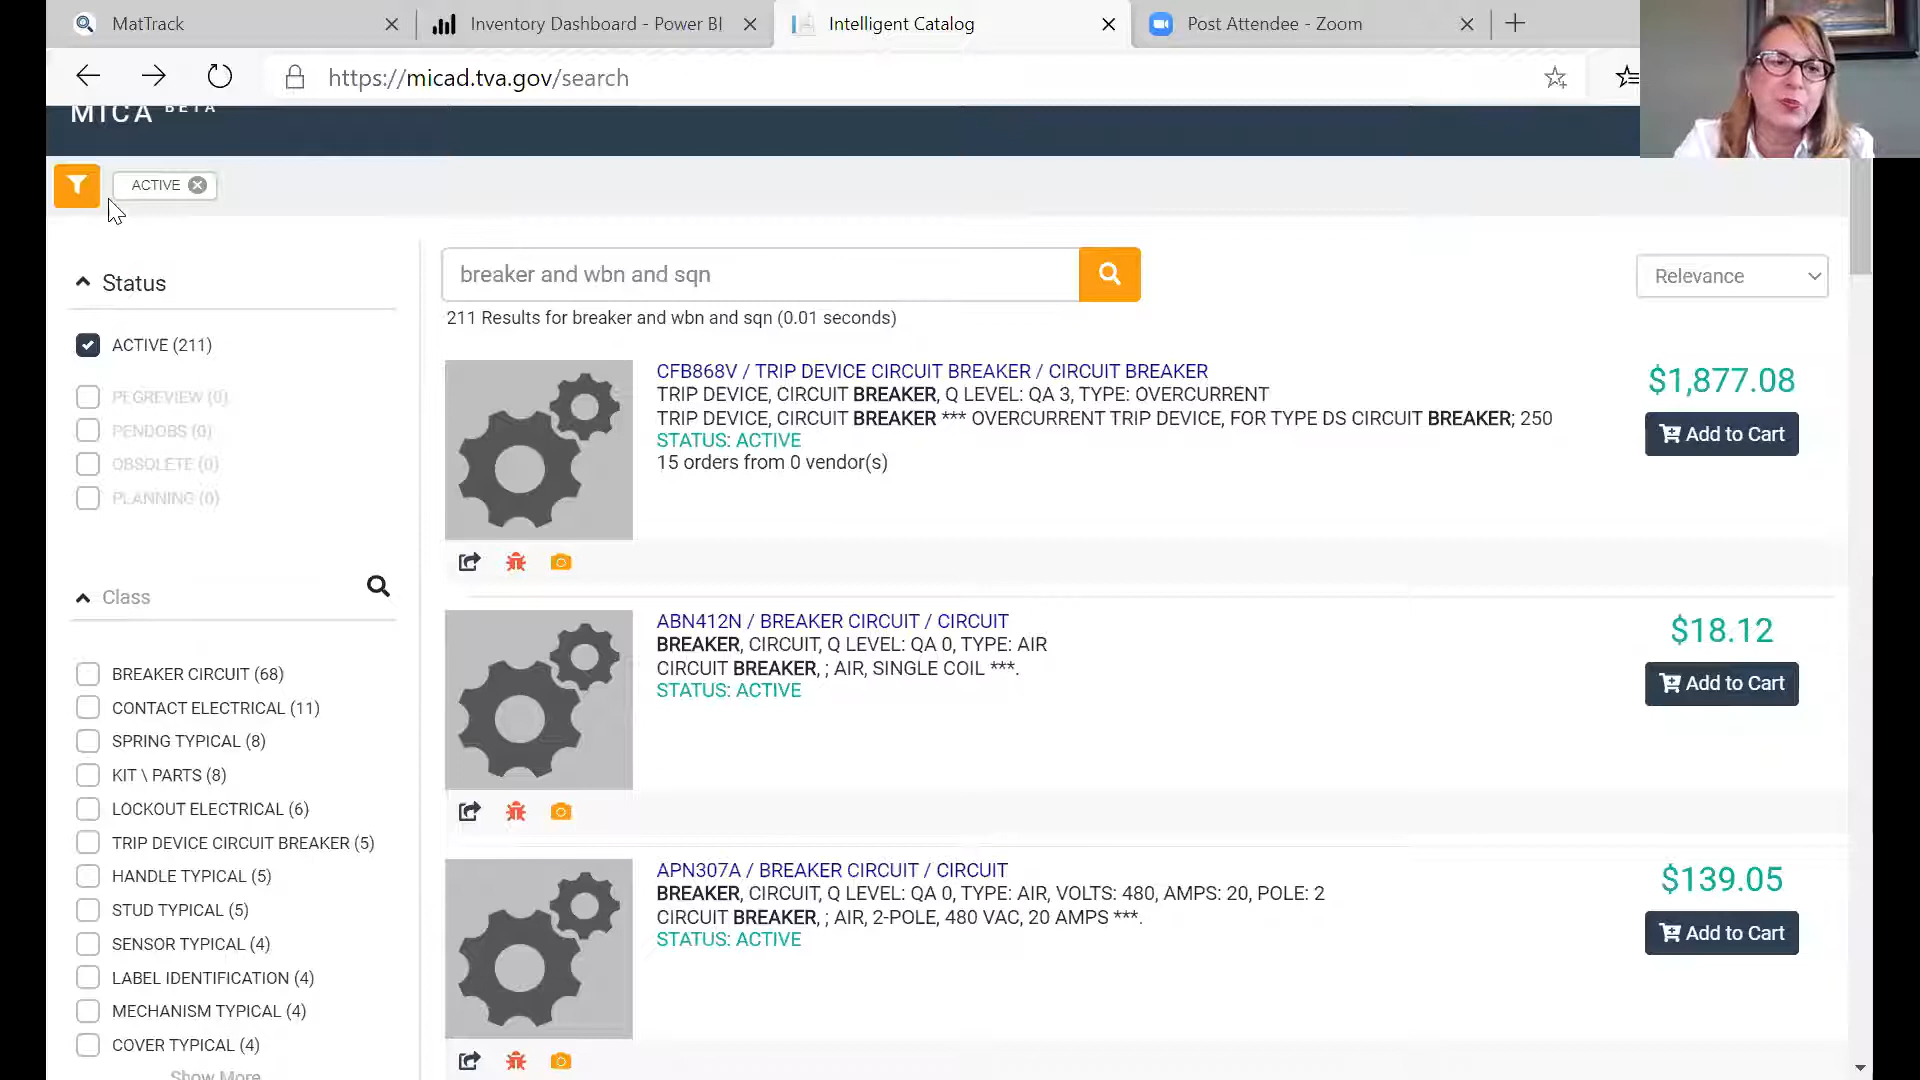 MatTrack
Inventory Dashboard - Power BI
Intelligent Catalog
Post Attendee - Zoom
https://micad.tva.gov/search
MICA BETA
ACTIVE
Status
ACTIVE (211)
PEGREVIEW (0)
PENDOBS (0)
OBSOLETE (0)
PLANNING (0)
Class
BREAKER CIRCUIT (68)
CONTACT ELECTRICAL (11)
SPRING TYPICAL (8)
KIT \ PARTS (8)
LOCKOUT ELECTRICAL (6)
TRIP DEVICE CIRCUIT BREAKER (5)
HANDLE TYPICAL (5)
STUD TYPICAL (5)
SENSOR TYPICAL (4)
LABEL IDENTIFICATION (4)
MECHANISM TYPICAL (4)
COVER TYPICAL (4)
Show More
breaker and wbn and sqn
Relevance
211 Results for breaker and wbn and sqn (0.01 seconds)
CFB868V / TRIP DEVICE CIRCUIT BREAKER / CIRCUIT BREAKER
TRIP DEVICE, CIRCUIT BREAKER, Q LEVEL: QA 3, TYPE: OVERCURRENT
TRIP DEVICE, CIRCUIT BREAKER *** OVERCURRENT TRIP DEVICE, FOR TYPE DS CIRCUIT BREAKER; 250
STATUS: ACTIVE
15 orders from 0 vendor(s)
$1,877.08
Add to Cart
ABN412N / BREAKER CIRCUIT / CIRCUIT
BREAKER, CIRCUIT, Q LEVEL: QA 0, TYPE: AIR
CIRCUIT BREAKER, ; AIR, SINGLE COIL ***.
STATUS: ACTIVE
$18.12
Add to Cart
APN307A / BREAKER CIRCUIT / CIRCUIT
BREAKER, CIRCUIT, Q LEVEL: QA 0, TYPE: AIR, VOLTS: 480, AMPS: 20, POLE: 2
CIRCUIT BREAKER, ; AIR, 2-POLE, 480 VAC, 20 AMPS ***.
STATUS: ACTIVE
$139.05
Add to Cart